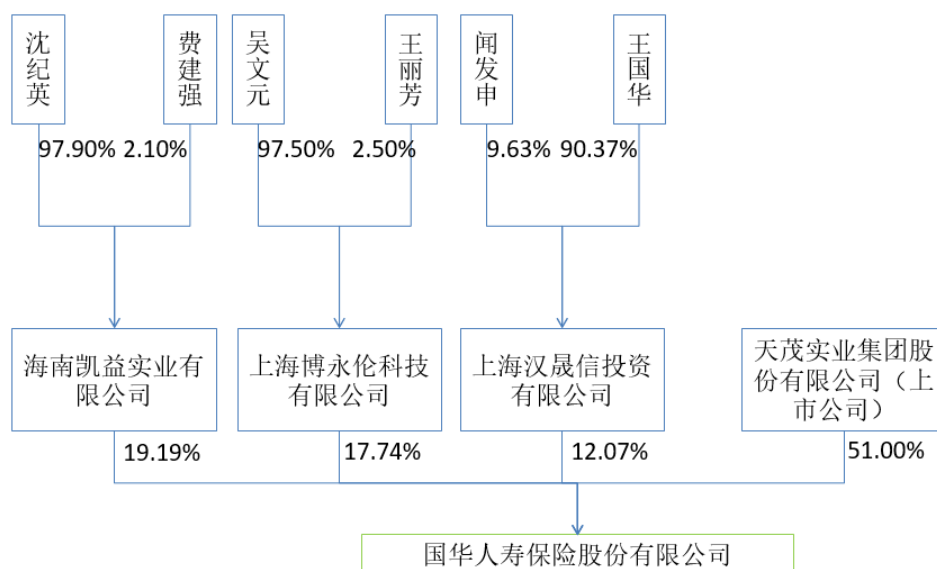 沈纪英
费建强
吴文元
王丽芳
闻发申
王国华
97.90% 2.10%
97.50% 2.50%
9.63% 90.37%
海南凯益实业有
限公司
上海博永伦科技
有限公司
上海汉晟信投资
有限公司
天茂实业集团股
份有限公司（上
市公司）
19.19%
17.74%
12.07%
51.00%
国华人寿保险股份有限公司